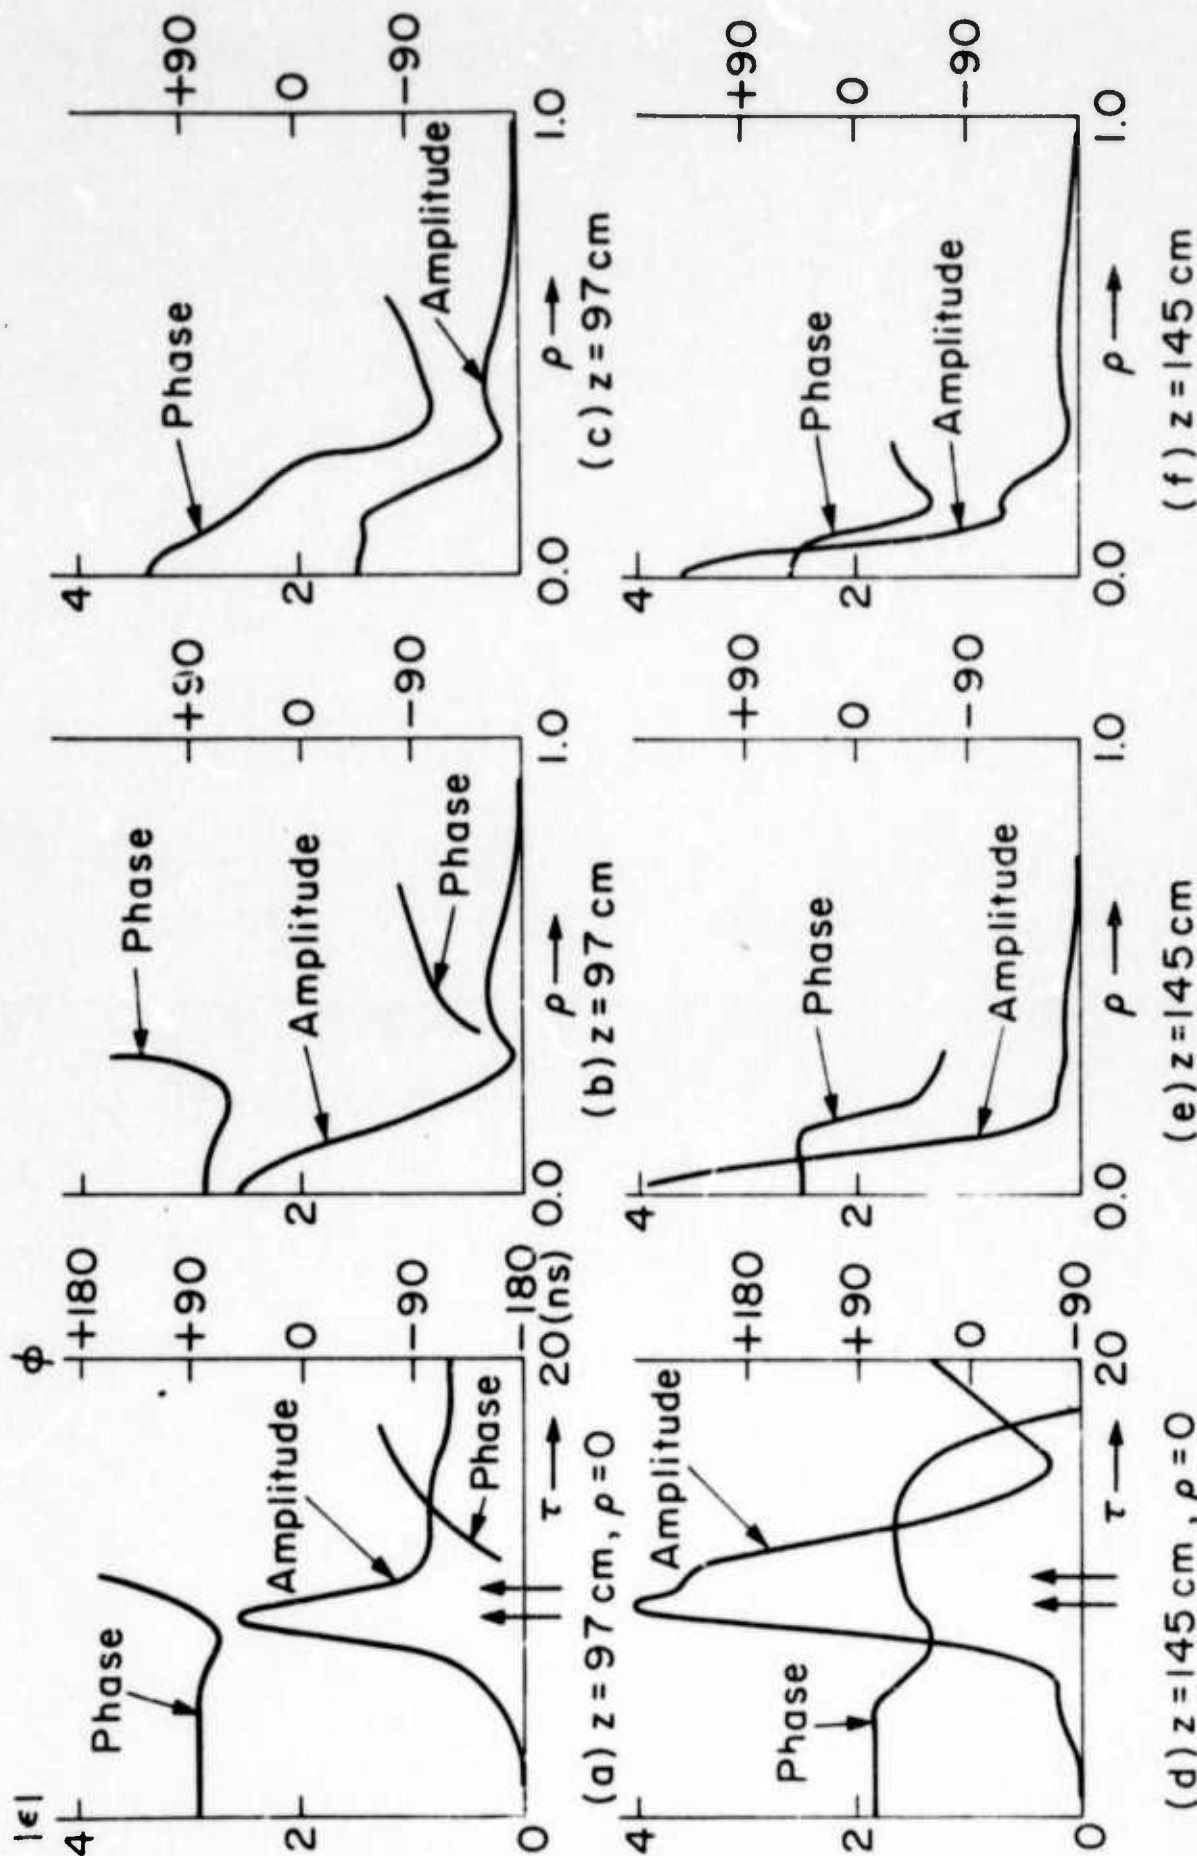 |ϵ|
ϕ
4
2
0
+180
+90
0
-90
-180
Phase
Amplitude
Phase
τ → 20 (ns)
(a) z = 97 cm, ρ = 0
2
0.0
+90
0
-90
1.0
Phase
Amplitude
Phase
ρ →
(b) z = 97 cm
4
2
0.0
+90
0
-90
1.0
Phase
Amplitude
ρ →
(c) z = 97 cm
4
2
0
+180
+90
0
-90
Amplitude
Phase
τ → 20
(d) z = 145 cm, ρ = 0
4
2
0.0
+90
0
-90
1.0
Phase
Amplitude
ρ →
(e) z = 145 cm
4
2
0.0
+90
0
-90
1.0
Phase
Amplitude
ρ →
(f) z = 145 cm